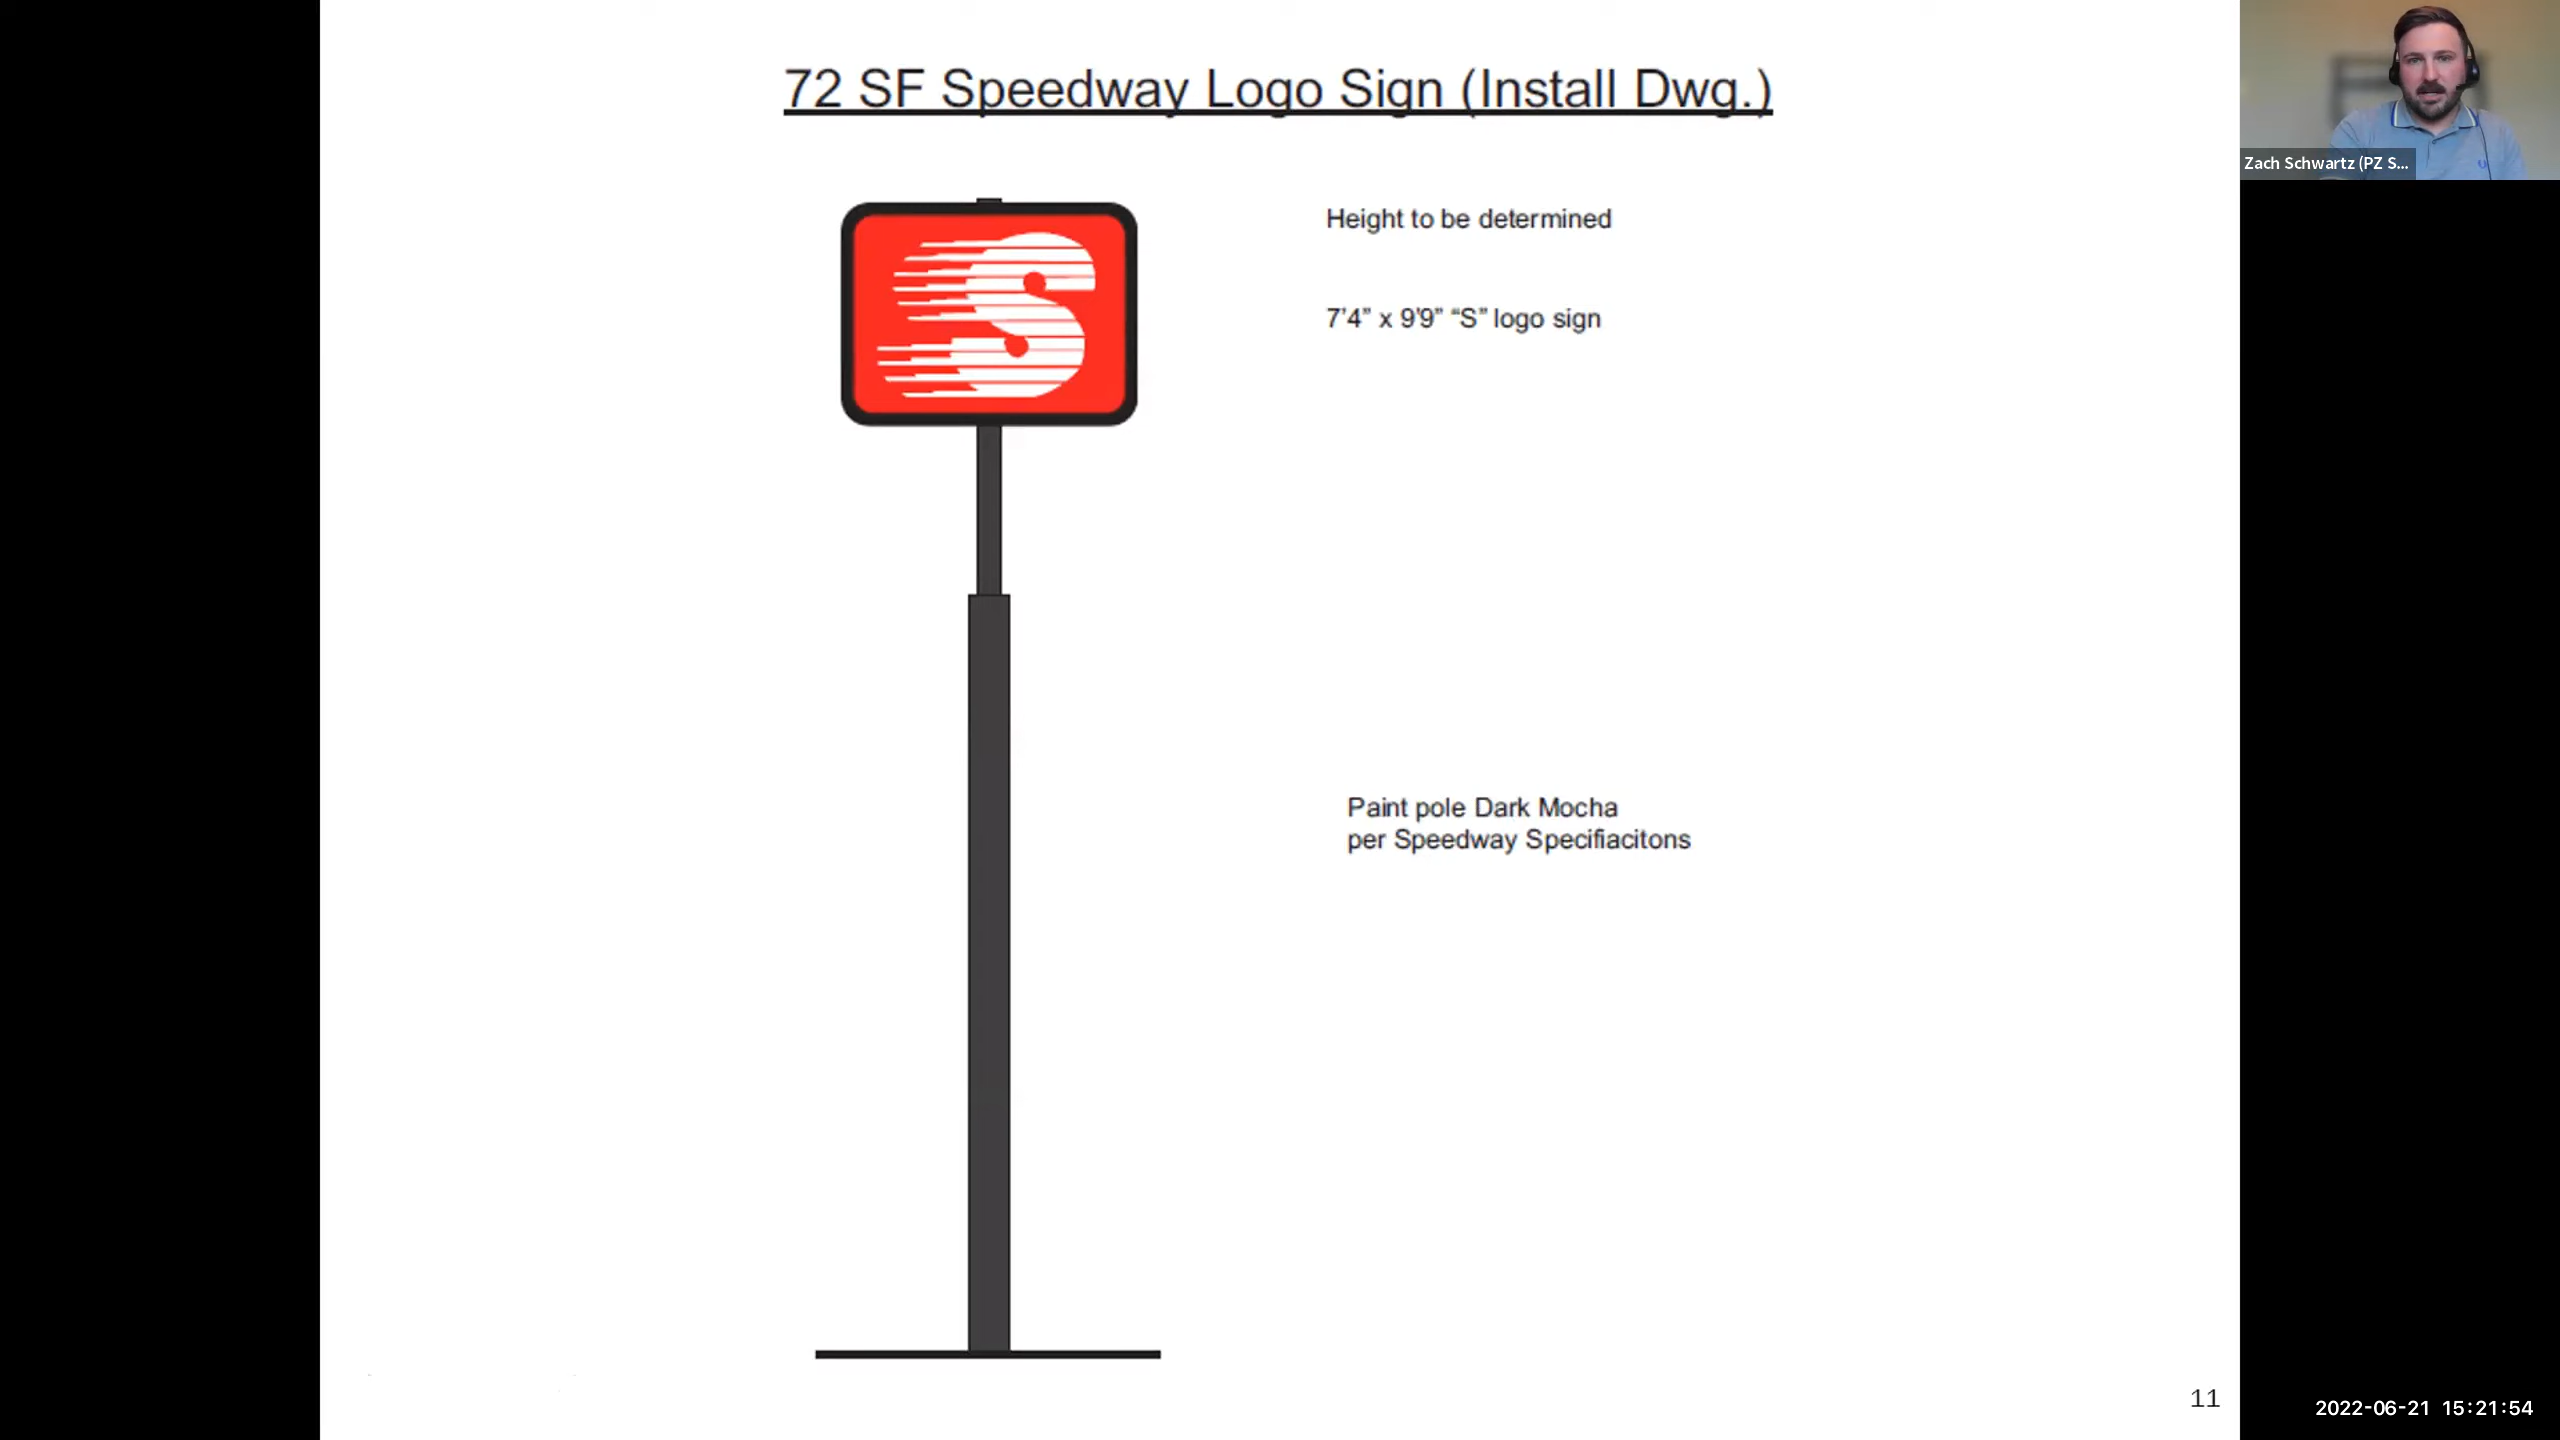 72 SF Speedway Logo Sign (Install Dwg.)
Zach Schwartz (PZ S...
S
Height to be determined
7'4” x 9'9” “S” logo sign
Paint pole Dark Mocha
per Speedway Specifiacitons
11
2022-06-21 15:21:54